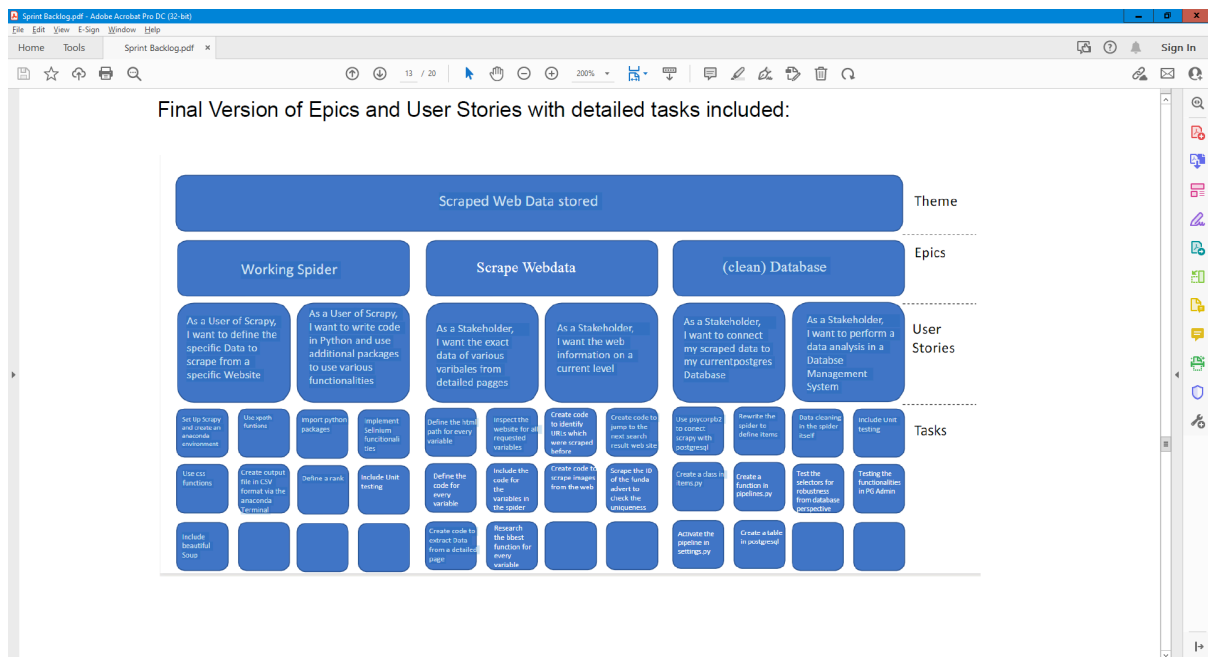 Sprint Backlog.pdf - Adobe Acrobat Pro DC (32-bit)
File Edit View E-Sign Window Help
Home Tools Sprint Backlog.pdf × Sign In
13 / 20 200%
Final Version of Epics and User Stories with detailed tasks included:
Scraped Web Data stored
Theme
Working Spider
Scrape Webdata
(clean) Database
Epics
As a User of Scrapy,
I want to define the
specific Data to
scrape from a
specific Website
As a User of Scrapy,
I want to write code
in Python and use
additional packages
to use various
functionalities
As a Stakeholder,
I want the exact
data of various
varibales from
detailed pagges
As a Stakeholder,
I want the web
information on a
current level
As a Stakeholder,
I want to connect
my scraped data to
my currentpostgres
Database
As a Stakeholder,
I want to perform a
data analysis in a
Databse
Management
System
User
Stories
Set Up Scrapy
and create an
anaconda
environment
Use xpath
funtions
Import python
packages
Implement
Selinium
funcitionali
ties
Define the html
path for every
variable
Inspect the
website for all
requested
variables
Create code
to identify
URLs which
were scraped
before
Create code to
jump to the
next search
result web site
Use psycorpb2
to conect
scrapy with
postgresql
Rewrite the
spider to
define items
Data cleaning
in the spider
itself
Include Unit
testing
Tasks
Use css
functions
Create output
file in CSV
format via the
anaconda
Terminal
Define a rank
Include Unit
testing
Define the
code for
every
variable
Include the
code for
the
variables in
the spider
Create code to
scrape images
from the web
Scrape the ID
of the funda
advert to
check the
uniqueness
Create a class in
items.py
Create a
function in
pipelines.py
Test the
selectors for
robustness
from database
perspective
Testing the
functionalities
in PG Admin
Include
beautiful
Soup
Create code to
extract Data
from a detailed
page
Research
the bbest
function for
every
variable
Activate the
pipeline in
settings.py
Create a table
in postgresql